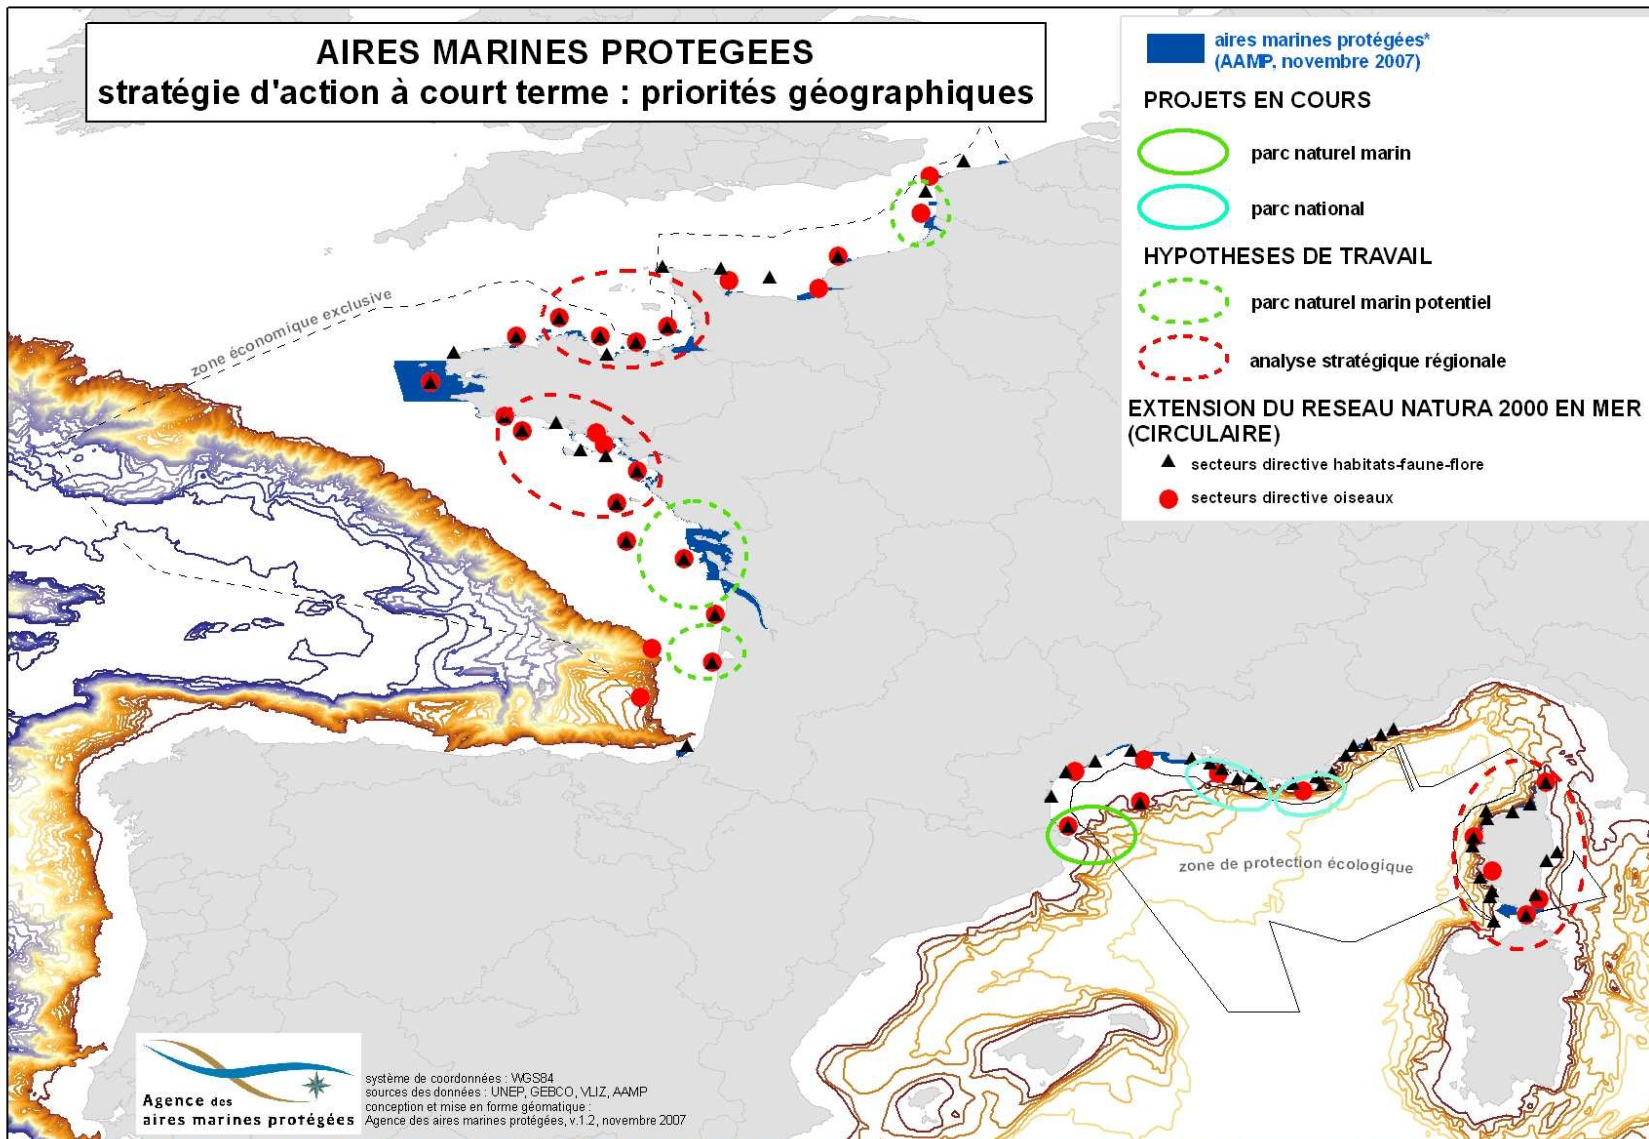 AIRES MARINES PROTEGEES
stratégie d'action à court terme : priorités géographiques
aires marines protégées*
(AAMP, novembre 2007)
PROJETS EN COURS
parc naturel marin
parc national
HYPOTHESES DE TRAVAIL
parc naturel marin potentiel
analyse stratégique régionale
EXTENSION DU RESEAU NATURA 2000 EN MER
(CIRCULAIRE)
secteurs directive habitats-faune-flore
secteurs directive oiseaux
zone économique exclusive
zone de protection écologique
Agence des
aires marines protégées
système de coordonnées : WGS84
sources des données : UNEP, GEBCO, VLIZ, AAMP
conception et mise en forme géomatique :
Agence des aires marines protégées, v.1.2, novembre 2007